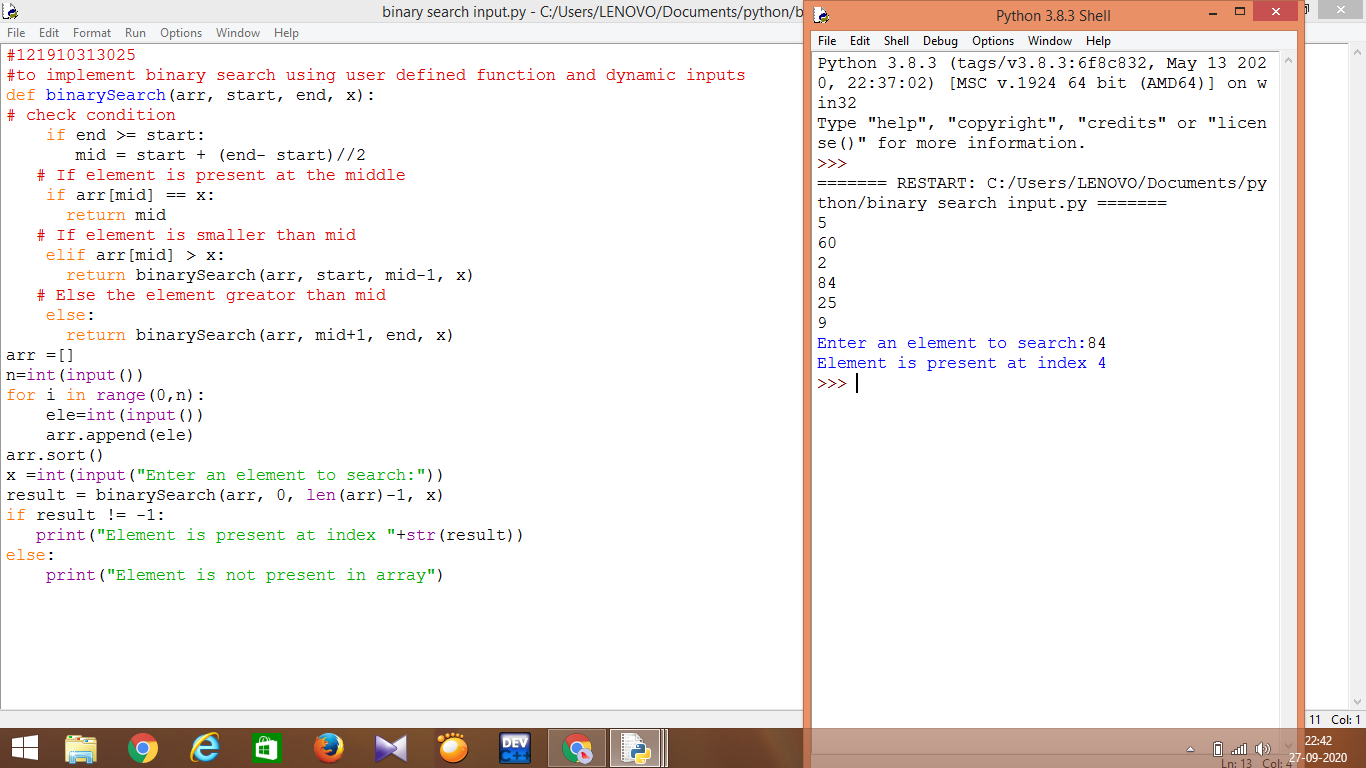 binary search input.py - C:/Users/LENOVO/Documents/python/b
File Edit Format Run Options Window Help
#121910313025
#to implement binary search using user defined function and dynamic inputs
def binarySearch(arr, start, end, x):
# check condition
    if end >= start:
       mid = start + (end- start)//2
   # If element is present at the middle
    if arr[mid] == x:
      return mid
   # If element is smaller than mid
    elif arr[mid] > x:
      return binarySearch(arr, start, mid-1, x)
   # Else the element greator than mid
    else:
      return binarySearch(arr, mid+1, end, x)
arr =[]
n=int(input())
for i in range(0,n):
    ele=int(input())
    arr.append(ele)
arr.sort()
x =int(input("Enter an element to search:"))
result = binarySearch(arr, 0, len(arr)-1, x)
if result != -1:
   print("Element is present at index "+str(result))
else:
    print("Element is not present in array")
11 Col: 1
Python 3.8.3 Shell
File Edit Shell Debug Options Window Help
Python 3.8.3 (tags/v3.8.3:6f8c832, May 13 202
0, 22:37:02) [MSC v.1924 64 bit (AMD64)] on w
in32
Type "help", "copyright", "credits" or "licen
se()" for more information.
>>>
======= RESTART: C:/Users/LENOVO/Documents/py
thon/binary search input.py =======
5
60
2
84
25
9
Enter an element to search:84
Element is present at index 4
>>>
Ln: 13 Col: 4
DEV
C++
22:42
27-09-2020